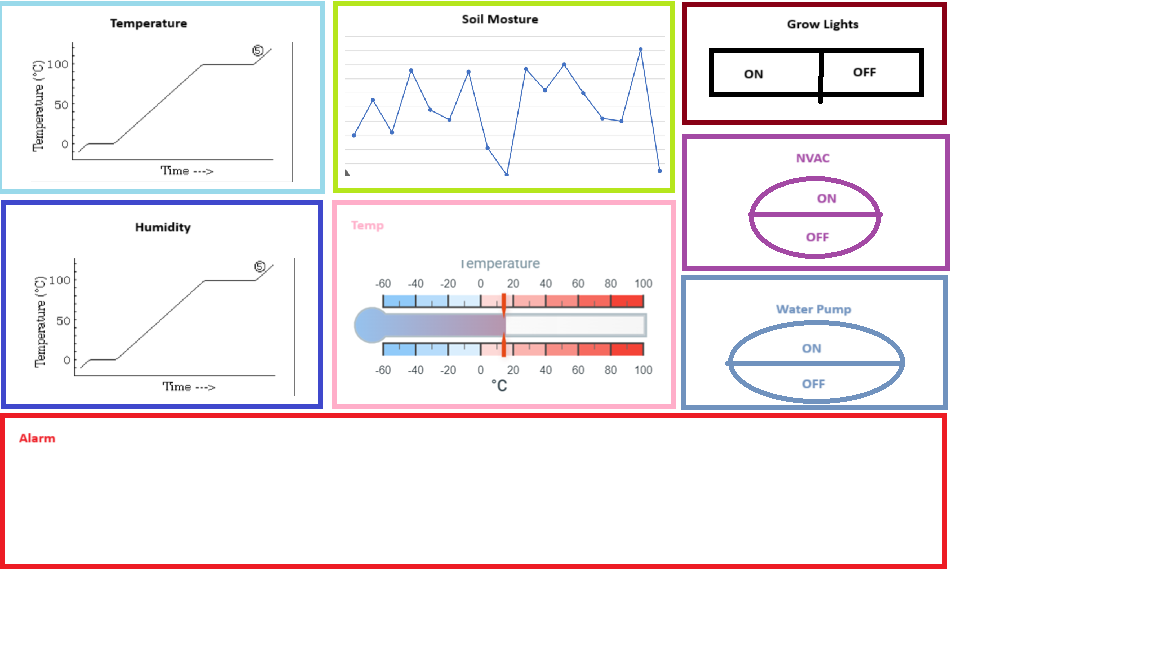 Temperature
Temperature (°C)
100
50
0
⑤
Time --->
Soil Mosture
Grow Lights
ON
OFF
NVAC
ON
OFF
Humidity
Temperature (°C)
100
50
0
⑤
Time --->
Temp
Temperature
-60 -40 -20 0 20 40 60 80 100
-60 -40 -20 0 20 40 60 80 100
°C
Water Pump
ON
OFF
Alarm